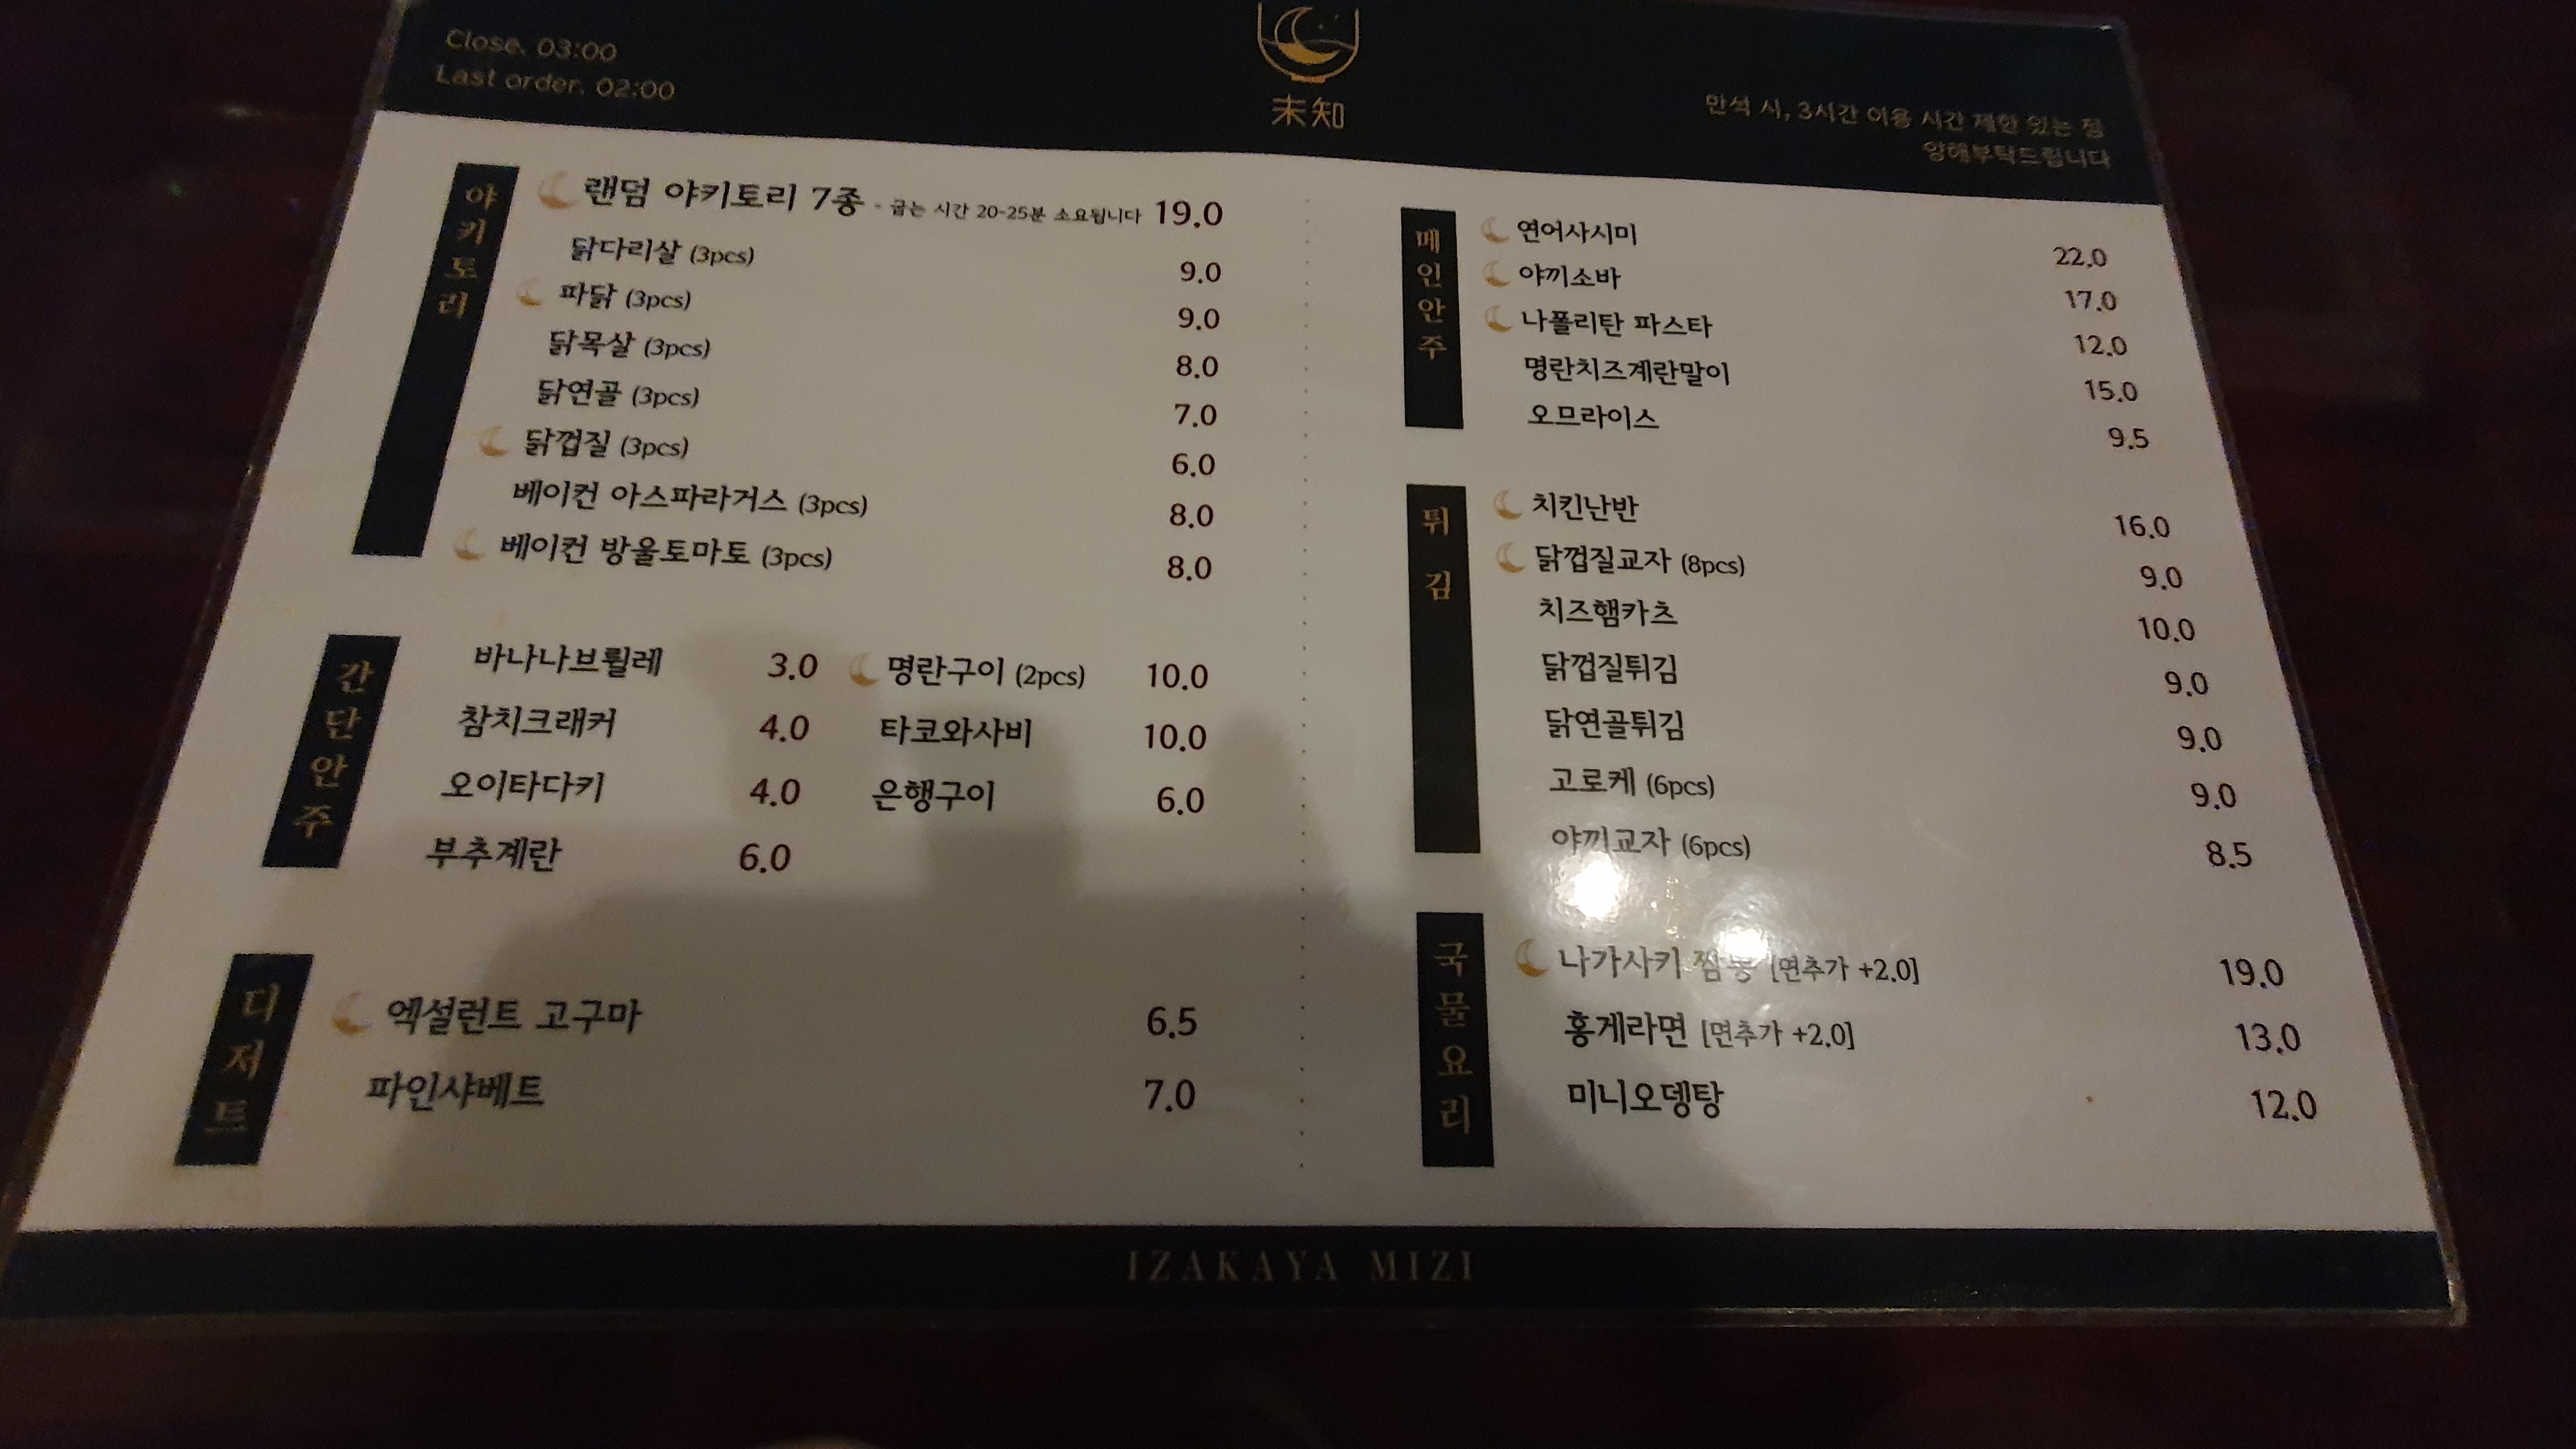 Close. 03:00
Last order. 02:00
未知
만석 시, 3시간 이용 시간 제한 있는 점
양해부탁드립니다
야키토리
랜덤 야키토리 7종 - 굽는 시간 20-25분 소요됩니다 19.0
닭다리살 (3pcs) 9.0
파닭 (3pcs) 9.0
닭목살 (3pcs) 8.0
닭연골 (3pcs) 7.0
닭껍질 (3pcs) 6.0
베이컨 아스파라거스 (3pcs) 8.0
베이컨 방울토마토 (3pcs) 8.0
간단안주
바나나브륄레 3.0
참치크래커 4.0
오이타다키 4.0
부추계란 6.0
명란구이 (2pcs) 10.0
타코와사비 10.0
은행구이 6.0
디저트
엑설런트 고구마 6.5
파인샤베트 7.0
메인안주
연어사시미 22.0
야끼소바 17.0
나폴리탄 파스타 12.0
명란치즈계란말이 15.0
오므라이스 9.5
튀김
치킨난반 16.0
닭껍질교자 (8pcs) 9.0
치즈햄카츠 10.0
닭껍질튀김 9.0
닭연골튀김 9.0
고로케 (6pcs) 9.0
야끼교자 (6pcs) 8.5
국물요리
나가사키 짬뽕 [면추가 +2.0] 19.0
홍게라면 [면추가 +2.0] 13.0
미니오뎅탕 12.0
IZAKAYA MIZI